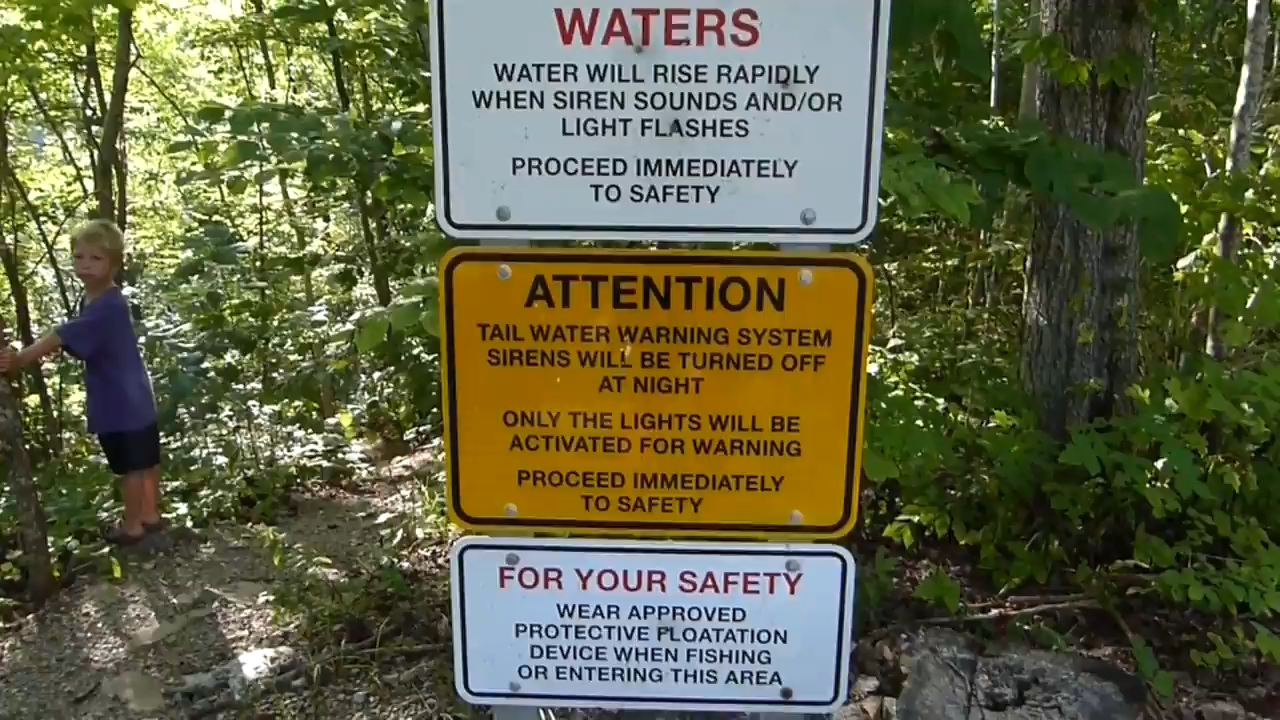 WATERS
WATER WILL RISE RAPIDLY
WHEN SIREN SOUNDS AND/OR
LIGHT FLASHES
PROCEED IMMEDIATELY
TO SAFETY
ATTENTION
TAIL WATER WARNING SYSTEM
SIRENS WILL BE TURNED OFF
AT NIGHT
ONLY THE LIGHTS WILL BE
ACTIVATED FOR WARNING
PROCEED IMMEDIATELY
TO SAFETY
FOR YOUR SAFETY
WEAR APPROVED
PROTECTIVE FLOATATION
DEVICE WHEN FISHING
OR ENTERING THIS AREA